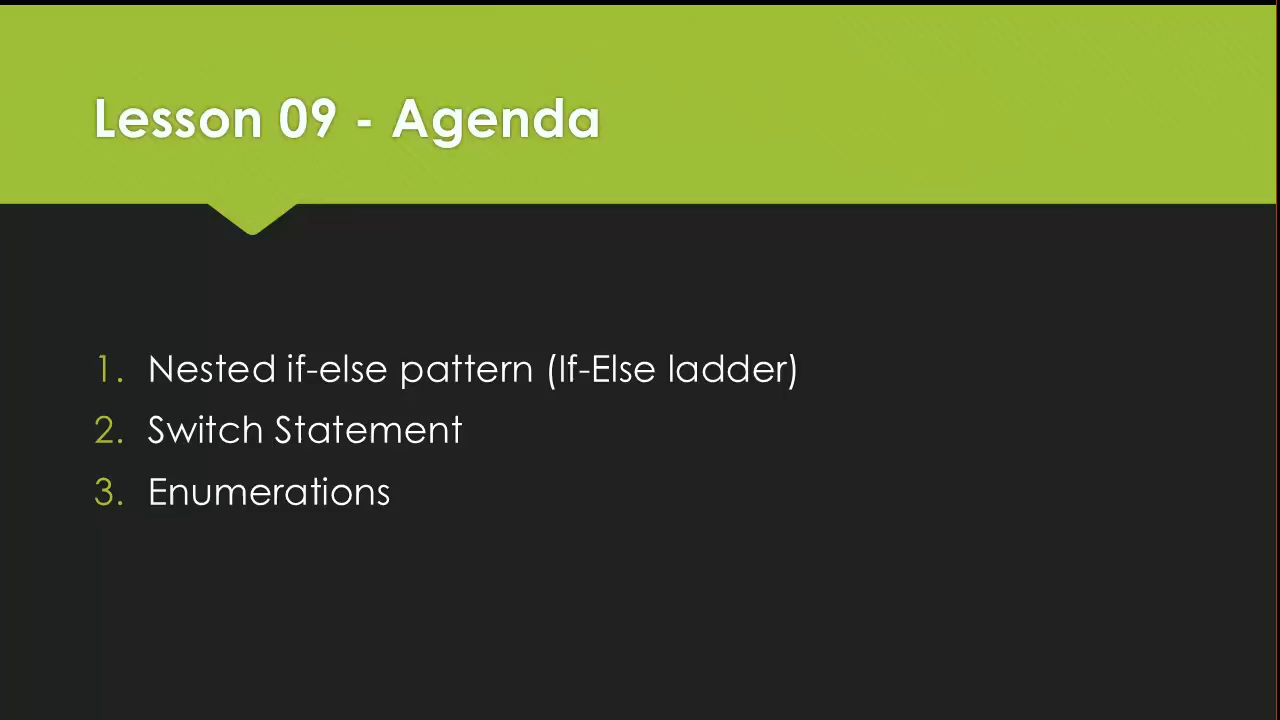 Lesson 09 - Agenda
1. Nested if-else pattern (If-Else ladder)
2. Switch Statement
3. Enumerations